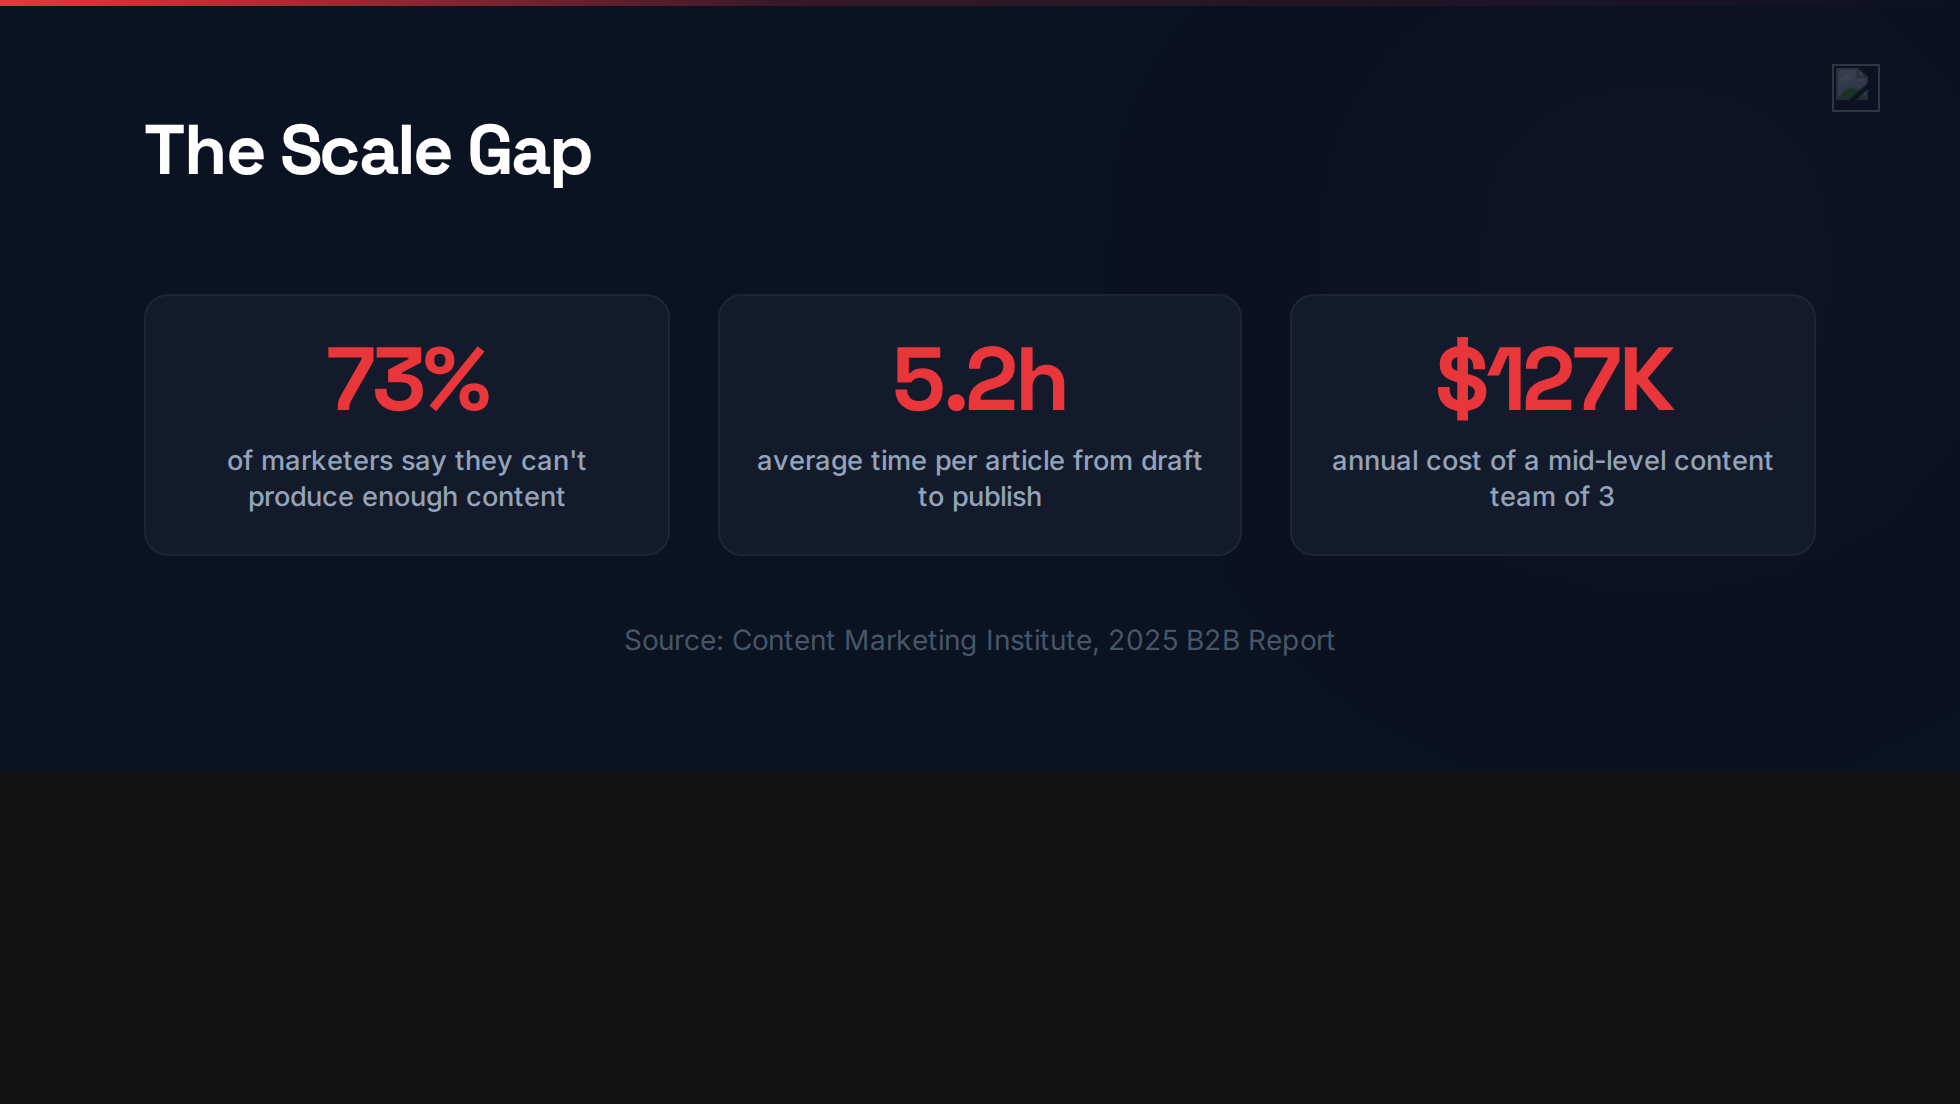 The Scale Gap
73%
of marketers say they can't
produce enough content
5.2h
average time per article from draft
to publish
$127K
annual cost of a mid-level content
team of 3
Source: Content Marketing Institute, 2025 B2B Report